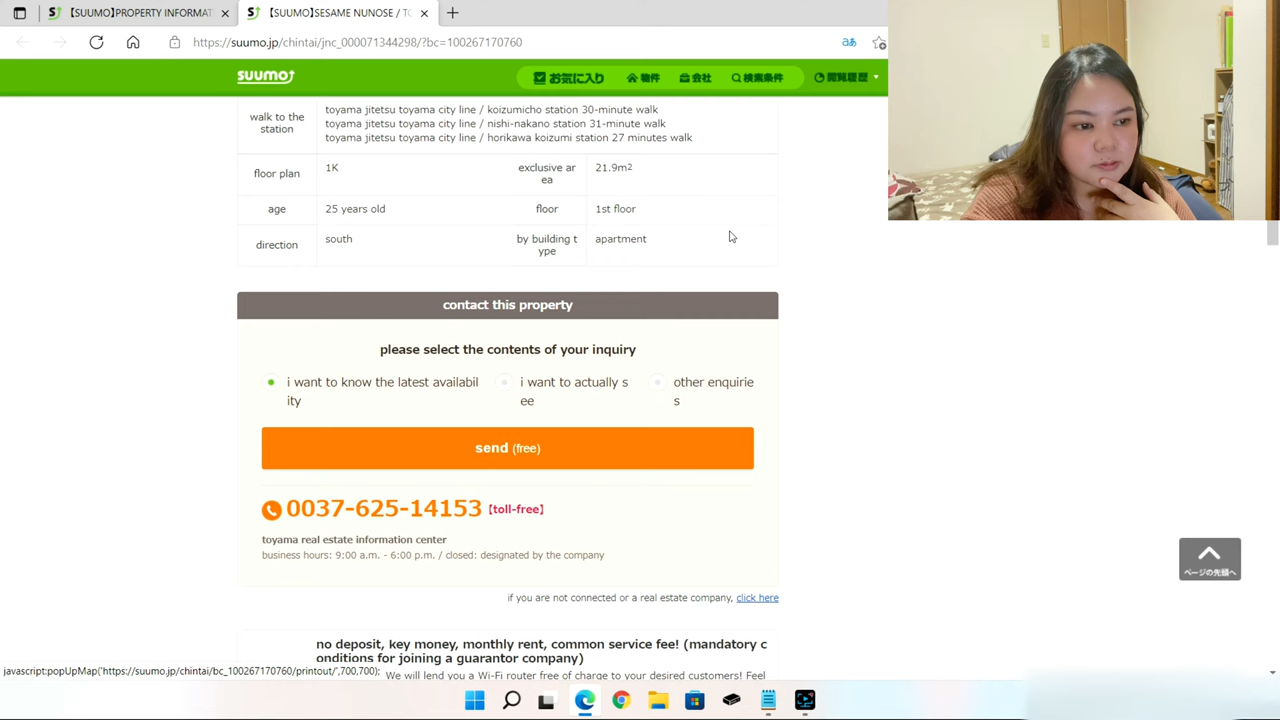 【SUUMO】PROPERTY INFORMAT
【SUUMO】SESAME NUNOSE / TO
https://suumo.jp/chintai/jnc_000071344298/?bc=100267170760
suumo
お気に入り
物件
会社
検索条件
閲覧履歴
walk to the station
toyama jitetsu toyama city line / koizumicho station 30-minute walk
toyama jitetsu toyama city line / nishi-nakano station 31-minute walk
toyama jitetsu toyama city line / horikawa koizumi station 27 minutes walk
floor plan
1K
exclusive ar
ea
21.9m2
age
25 years old
floor
1st floor
direction
south
by building t
ype
apartment
contact this property
please select the contents of your inquiry
i want to know the latest availabil
ity
i want to actually s
ee
other enquirie
s
send (free)
0037-625-14153 【toll-free】
toyama real estate information center
business hours: 9:00 a.m. - 6:00 p.m. / closed: designated by the company
if you are not connected or a real estate company, click here
ページの先頭へ
no deposit, key money, monthly rent, common service fee! (mandatory c
onditions for joining a guarantor company)
We will lend you a Wi-Fi router free of charge to your desired customers! Feel
javascript:popUpMap('https://suumo.jp/chintai/bc_100267170760/printout/',700,700);